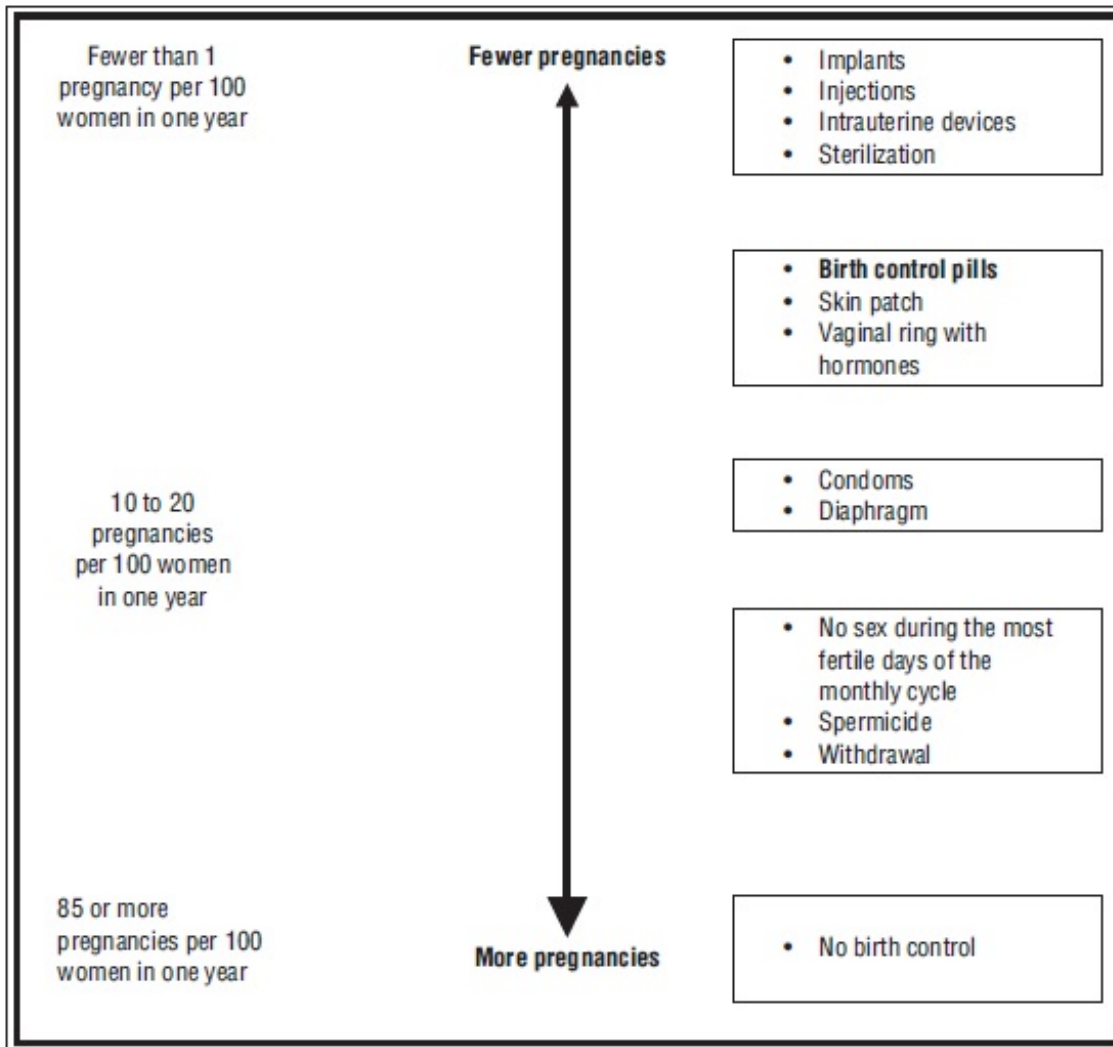 Fewer than 1
pregnancy per 100
women in one year
Fewer pregnancies
• Implants
• Injections
• Intrauterine devices
• Sterilization
• Birth control pills
• Skin patch
• Vaginal ring with
hormones
10 to 20
pregnancies
per 100 women
in one year
• Condoms
• Diaphragm
• No sex during the most
fertile days of the
monthly cycle
• Spermicide
• Withdrawal
85 or more
pregnancies per 100
women in one year
More pregnancies
• No birth control